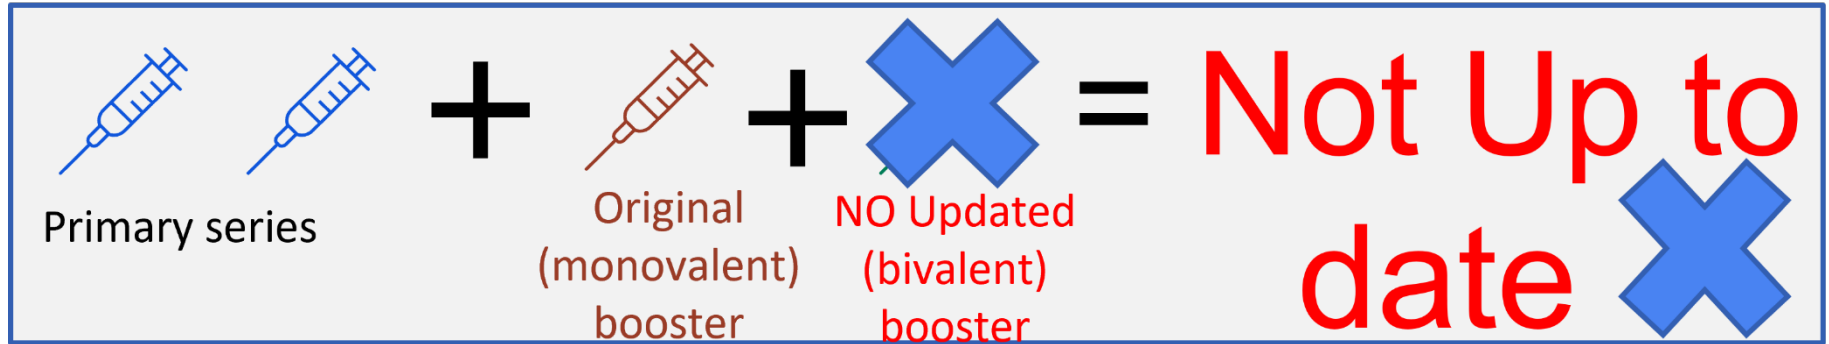 Primary series
+
Original
(monovalent)
booster
+
NO Updated
(bivalent)
booster
=
Not Up to
date